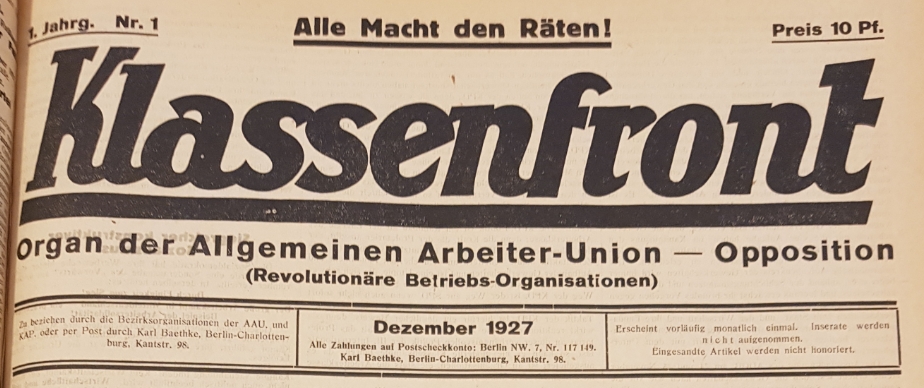 1. Jahrg. Nr. 1
Alle Macht den Räten!
Preis 10 Pf.
Klassenfront
Organ der Allgemeinen Arbeiter-Union — Opposition
(Revolutionäre Betriebs-Organisationen)
Zu beziehen durch die Bezirksorganisationen der AAU, und
KAP. oder per Post durch Karl Baethke, Berlin-Charlotten-
burg, Kantstr. 98.
Dezember 1927
Alle Zahlungen auf Postscheckkonto: Berlin NW. 7, Nr. 117 149.
Karl Baethke, Berlin-Charlottenburg, Kantstr. 98.
Erscheint vorläufig monatlich einmal. Inserate werden
nicht aufgenommen.
Eingesandte Artikel werden nicht honoriert.